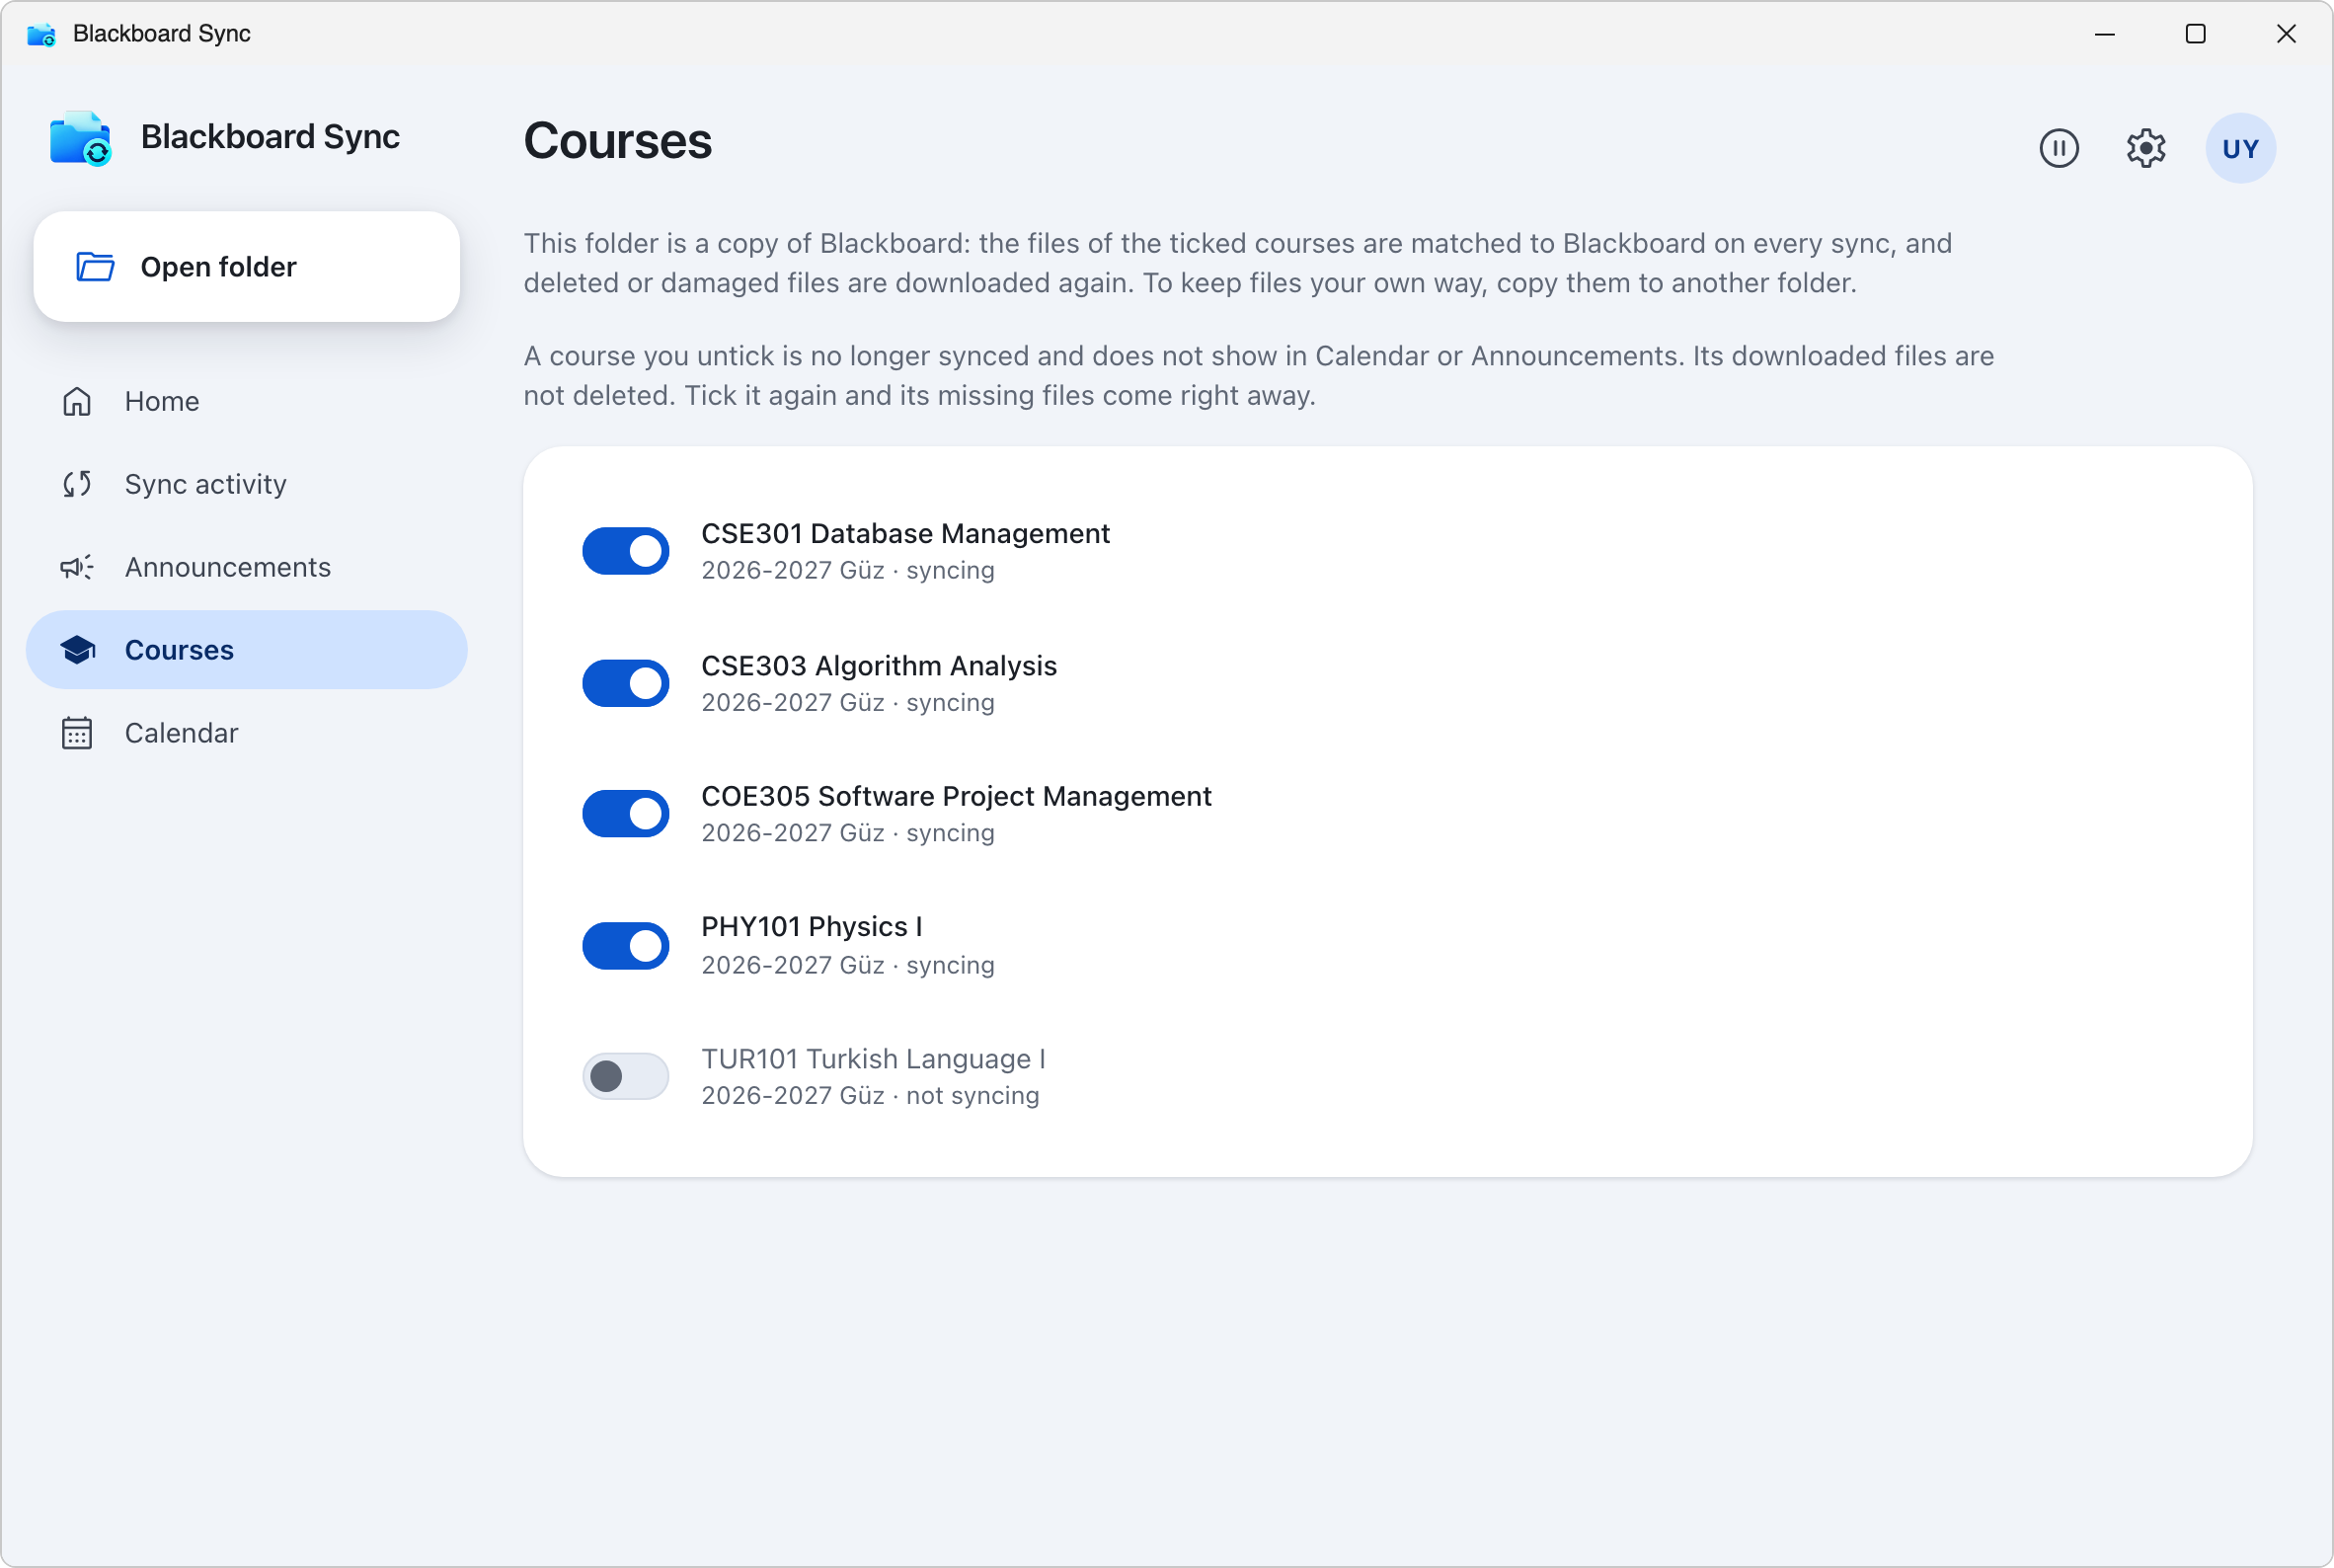 Blackboard Sync
Blackboard Sync
Open folder
Home
Sync activity
Announcements
Courses
Calendar
Courses
UY
This folder is a copy of Blackboard: the files of the ticked courses are matched to Blackboard on every sync, and
deleted or damaged files are downloaded again. To keep files your own way, copy them to another folder.
A course you untick is no longer synced and does not show in Calendar or Announcements. Its downloaded files are
not deleted. Tick it again and its missing files come right away.
CSE301 Database Management
2026-2027 Güz · syncing
CSE303 Algorithm Analysis
2026-2027 Güz · syncing
COE305 Software Project Management
2026-2027 Güz · syncing
PHY101 Physics I
2026-2027 Güz · syncing
TUR101 Turkish Language I
2026-2027 Güz · not syncing